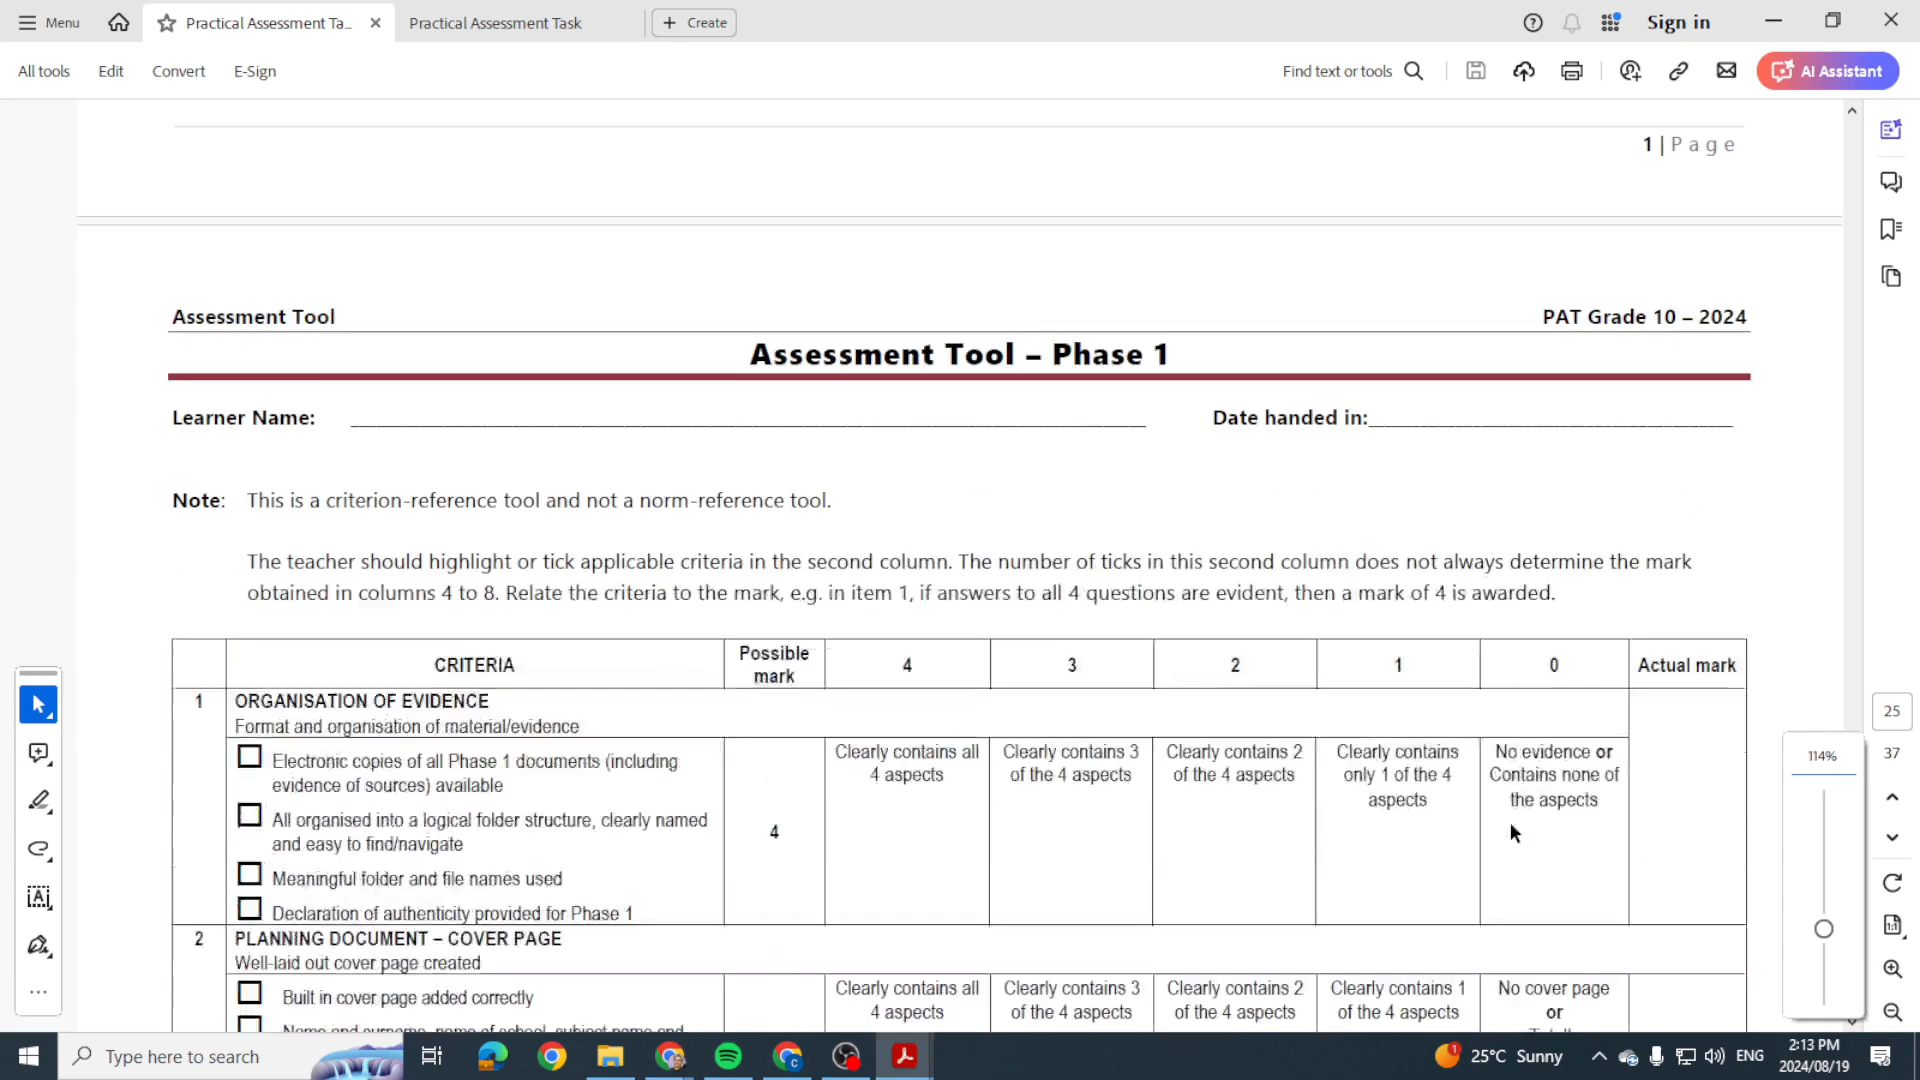 Menu
Practical Assessment Ta...
Practical Assessment Task
Create
Sign in
All tools
Edit
Convert
E-Sign
Find text or tools
AI Assistant
1 | P a g e
Assessment Tool
PAT Grade 10 – 2024
Assessment Tool – Phase 1
Learner Name:
Date handed in:
Note: This is a criterion-reference tool and not a norm-reference tool.
The teacher should highlight or tick applicable criteria in the second column. The number of ticks in this second column does not always determine the mark
obtained in columns 4 to 8. Relate the criteria to the mark, e.g. in item 1, if answers to all 4 questions are evident, then a mark of 4 is awarded.
CRITERIA
Possible
mark
4
3
2
1
0
Actual mark
1
ORGANISATION OF EVIDENCE
Format and organisation of material/evidence
Electronic copies of all Phase 1 documents (including
evidence of sources) available
All organised into a logical folder structure, clearly named
and easy to find/navigate
Meaningful folder and file names used
Declaration of authenticity provided for Phase 1
4
Clearly contains all
4 aspects
Clearly contains 3
of the 4 aspects
Clearly contains 2
of the 4 aspects
Clearly contains
only 1 of the 4
aspects
No evidence or
Contains none of
the aspects
2
PLANNING DOCUMENT – COVER PAGE
Well-laid out cover page created
Built in cover page added correctly
Name and surname, name of school, subject name and
Clearly contains all
4 aspects
Clearly contains 3
of the 4 aspects
Clearly contains 2
of the 4 aspects
Clearly contains 1
of the 4 aspects
No cover page
or
25
37
114%
Type here to search
1
25°C Sunny
ENG
2:13 PM
2024/08/19